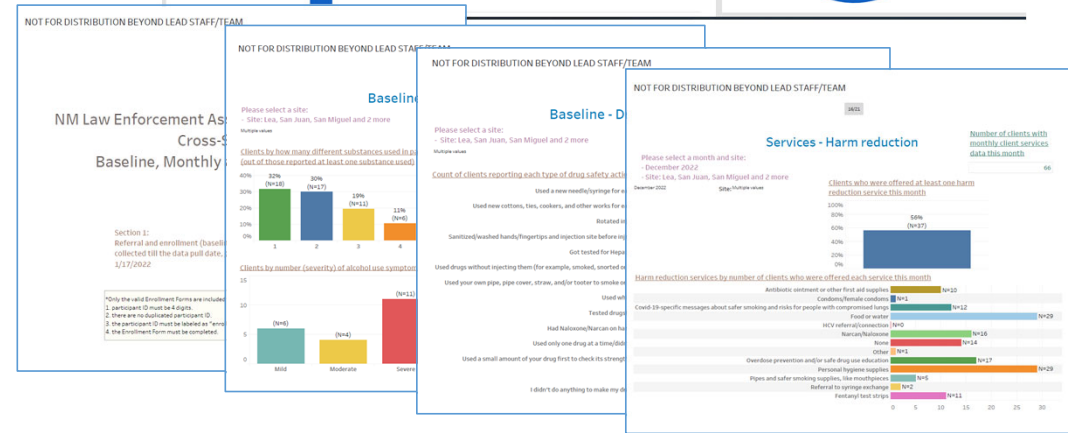 NOT FOR DISTRIBUTION BEYOND LEAD STAFF/TEAM
NM Law Enforcement As
Cross-S
Baseline, Monthly
Section 1:
Referral and enrollment (baseli
collected till the data pull date,
1/17/2022
*Only the valid Enrollment Forms are included
1. participant ID must be 4 digits.
2. there are no duplicated participant ID.
3. the participant ID must be labeled as "enro
4. the Enrollment Form must be completed.
NOT FOR DISTRIBUTION BEYOND LEAD STAFF/TEAM
Baselin
Please select a site:
- Site: Lea, San Juan, San Miguel and 2 more
Multiple values
Clients by how many different substances used in pa
(out of those reported at least one substance used)
40%
30%
20%
10%
0%
32%
(N=18)
30%
(N=17)
19%
(N=11)
11%
(N=6)
1
2
3
4
Clients by number (severity) of alcohol use symptom
15
10
5
0
(N=6)
(N=4)
(N=11)
Mild
Moderate
Severe
NOT FOR DISTRIBUTION BEYOND LEAD STAFF/TEAM
Baseline - D
Please select a site:
- Site: Lea, San Juan, San Miguel and 2 more
Multiple values
Count of clients reporting each type of drug safety actio
Used a new needle/syringe for e
Used new cottons, ties, cookers, and other works for e
Rotated in
Sanitized/washed hands/fingertips and injection site before inj
Got tested for Hepa
Used drugs without injecting them (for example, smoked, snorted o
Used your own pipe, pipe cover, straw, and/or tooter to smoke o
Used wh
Tested drugs
Had Naloxone/Narcan on ha
Used only one drug at a time/didn
Used a small amount of your drug first to check its strengt
I didn't do anything to make my dr
NOT FOR DISTRIBUTION BEYOND LEAD STAFF/TEAM
16/21
Services - Harm reduction
Number of clients with
monthly client services
data this month
66
Please select a month and site:
- December 2022
- Site: Lea, San Juan, San Miguel and 2 more
December 2022
Site: Multiple values
Clients who were offered at least one harm
reduction service this month
100%
80%
60%
40%
20%
0%
56%
(N=37)
Harm reduction services by number of clients who were offered each service this month
Antibiotic ointment or other first aid supplies N=10
Condoms/female condoms N=1
Covid-19-specific messages about safer smoking and risks for people with compromised lungs N=12
Food or water N=29
HCV referral/connection N=0
Narcan/Naloxone N=16
None N=14
Other N=1
Overdose prevention and/or safe drug use education N=17
Personal hygiene supplies N=29
Pipes and safer smoking supplies, like mouthpieces N=5
Referral to syringe exchange N=2
Fentanyl test strips N=11
0 5 10 15 20 25 30